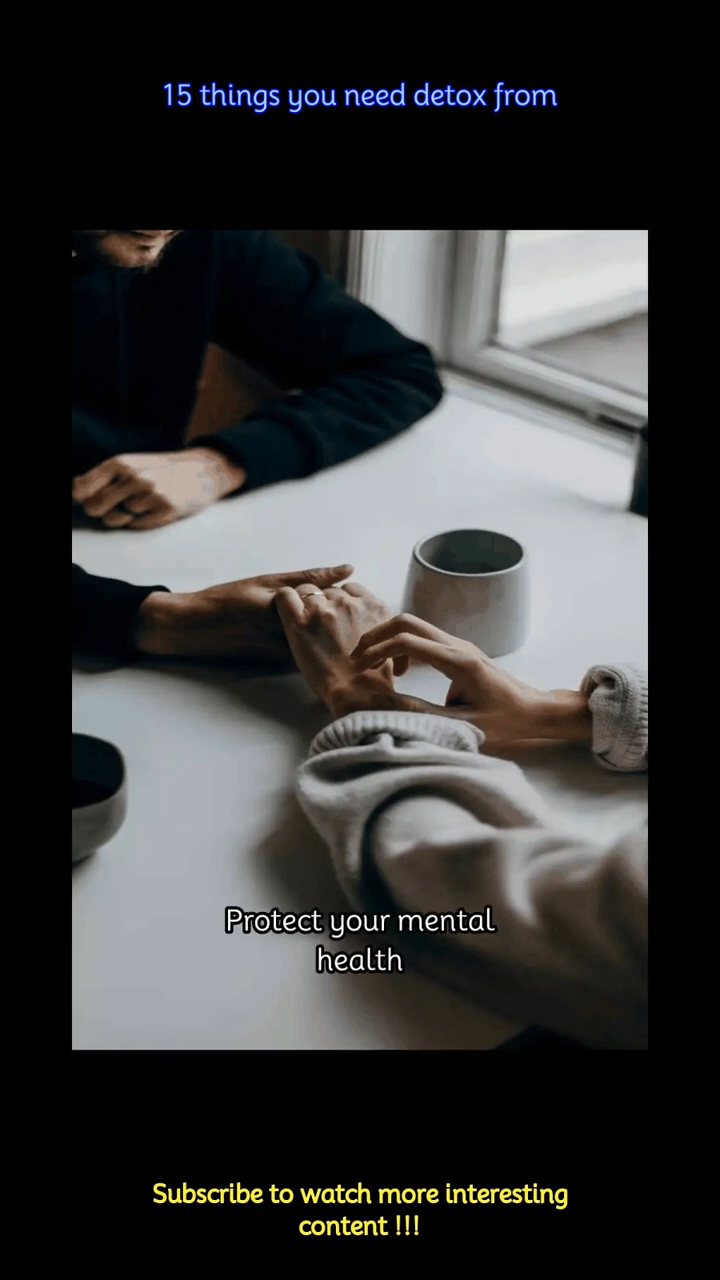 15 things you need detox from
Protect your mental
health
Subscribe to watch more interesting
content !!!